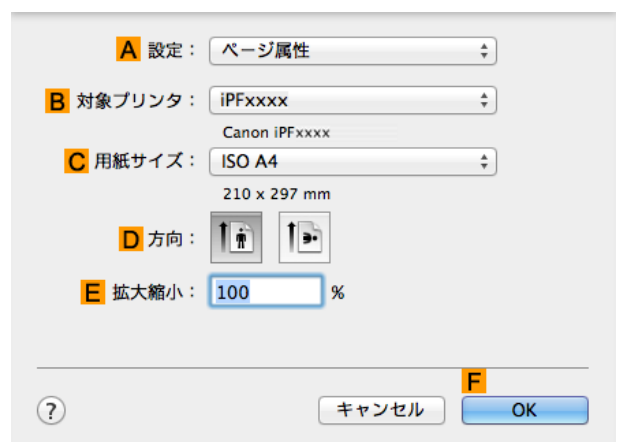 A 設定： ページ属性
B 対象プリンタ： iPFxxxx
Canon iPFxxxx
C 用紙サイズ： ISO A4
210 x 297 mm
D 方向：
E 拡大縮小： 100 %
F
? キャンセル OK